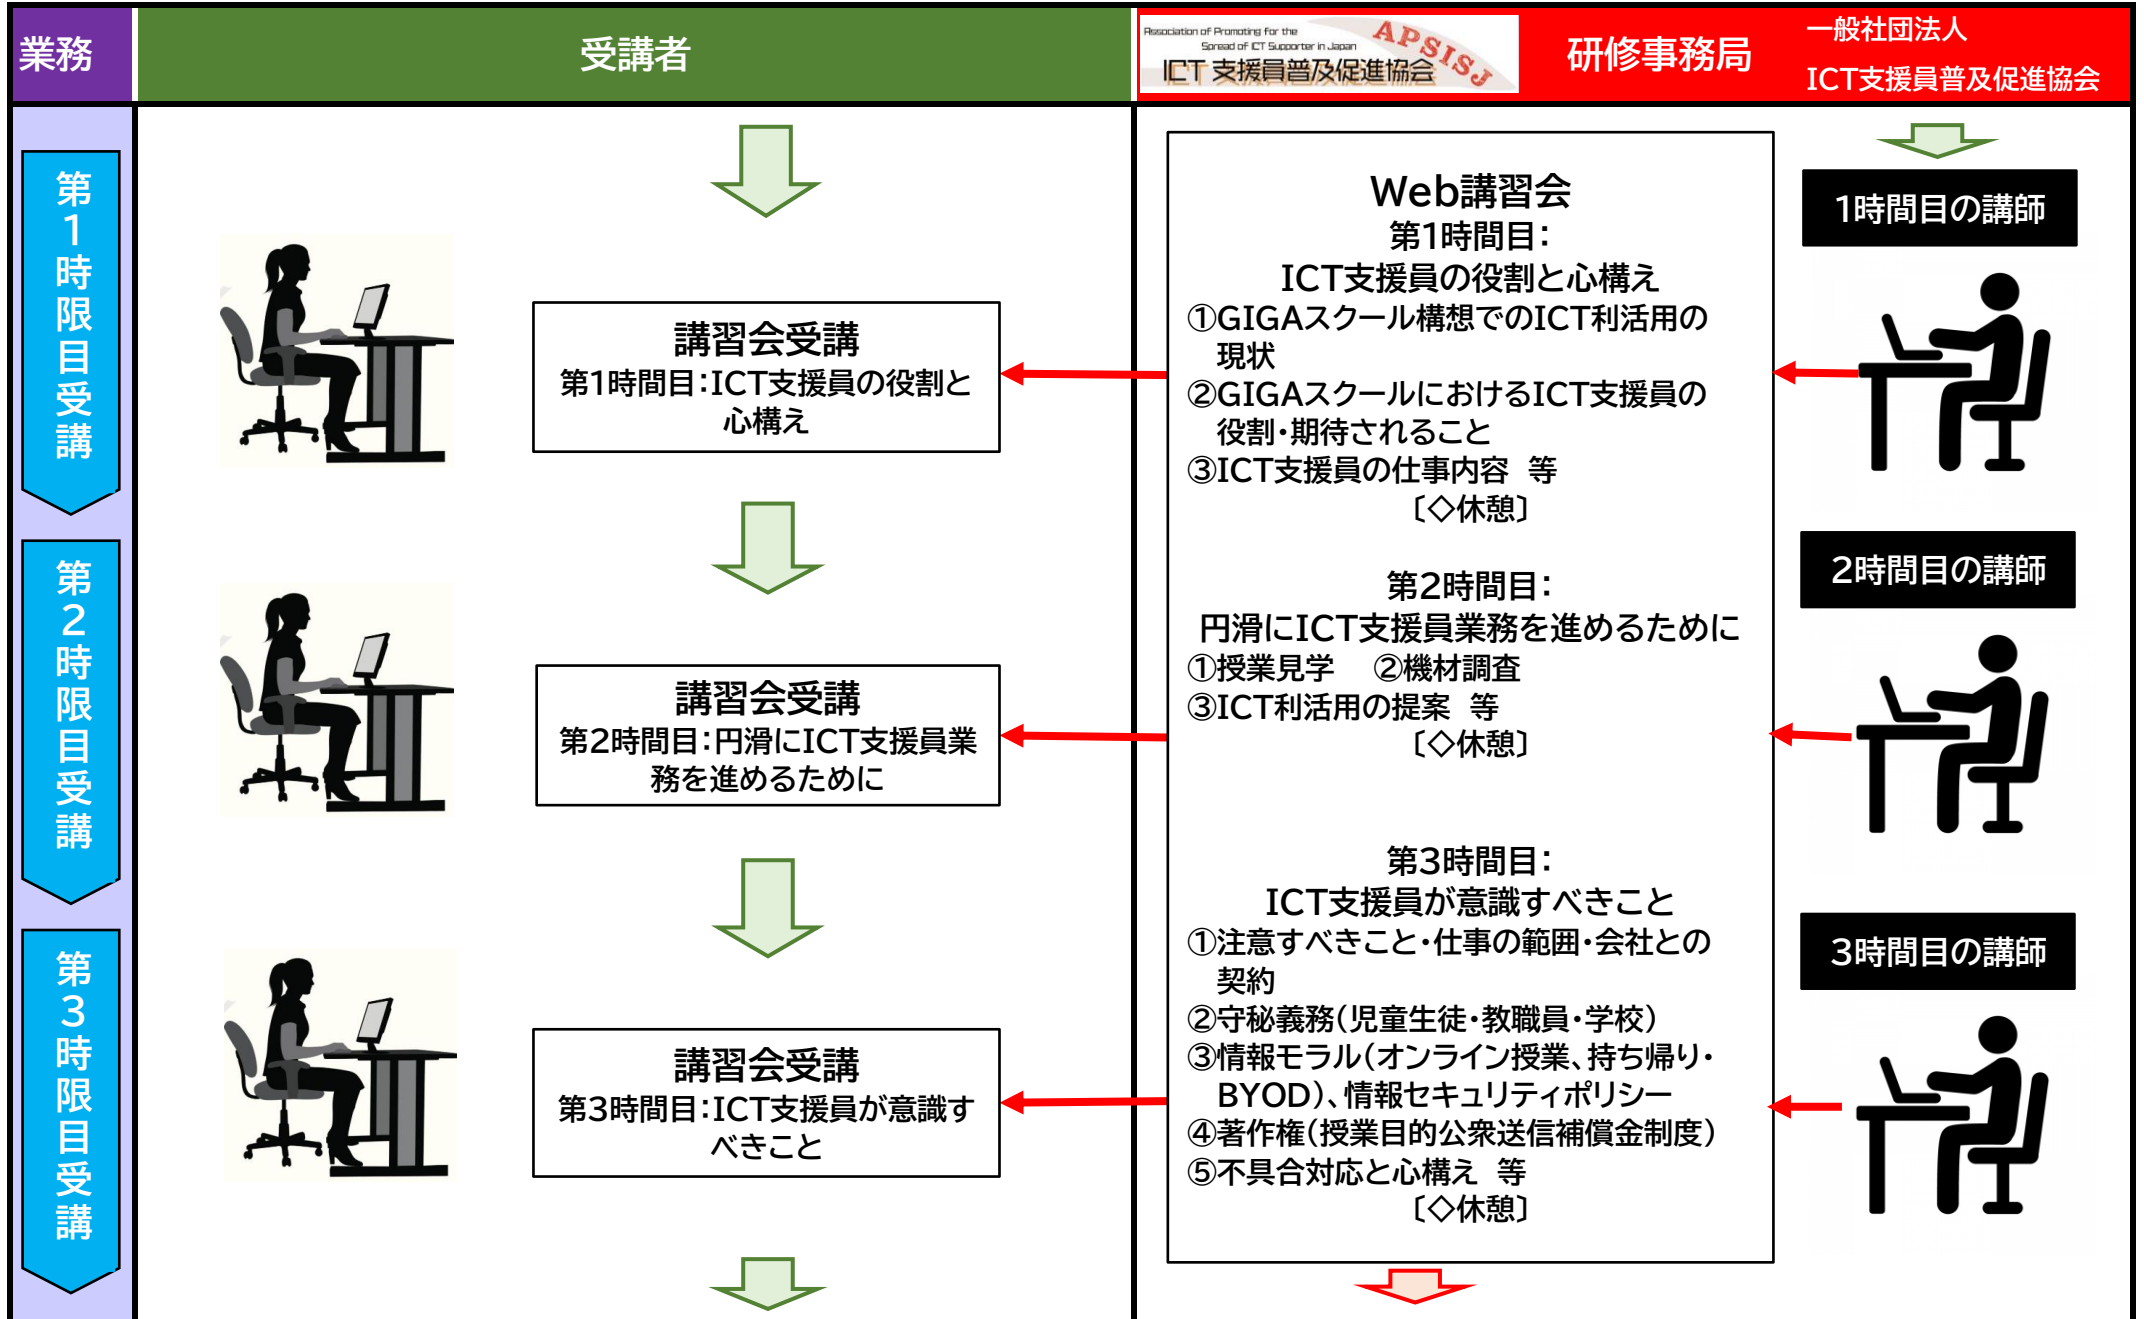 業務
受講者
Association of Promoting for the
Spread of ICT Supporter in Japan
APSISJ
ICT 支援員普及促進協会
研修事務局
一般社団法人
ICT支援員普及促進協会
第1時限目受講
第2時限目受講
第3時限目受講
講習会受講
第1時間目：ICT支援員の役割と
心構え
講習会受講
第2時間目：円滑にICT支援員業
務を進めるために
講習会受講
第3時間目：ICT支援員が意識す
べきこと
Web講習会
第1時間目：
ICT支援員の役割と心構え
①GIGAスクール構想でのICT利活用の
現状
②GIGAスクールにおけるICT支援員の
役割・期待されること
③ICT支援員の仕事内容 等
〔◇休憩〕
第2時間目：
円滑にICT支援員業務を進めるために
①授業見学 ②機材調査
③ICT利活用の提案 等
〔◇休憩〕
第3時間目：
ICT支援員が意識すべきこと
①注意すべきこと・仕事の範囲・会社との
契約
②守秘義務（児童生徒・教職員・学校）
③情報モラル（オンライン授業、持ち帰り・
BYOD）、情報セキュリティポリシー
④著作権（授業目的公衆送信補償金制度）
⑤不具合対応と心構え 等
〔◇休憩〕
1時間目の講師
2時間目の講師
3時間目の講師